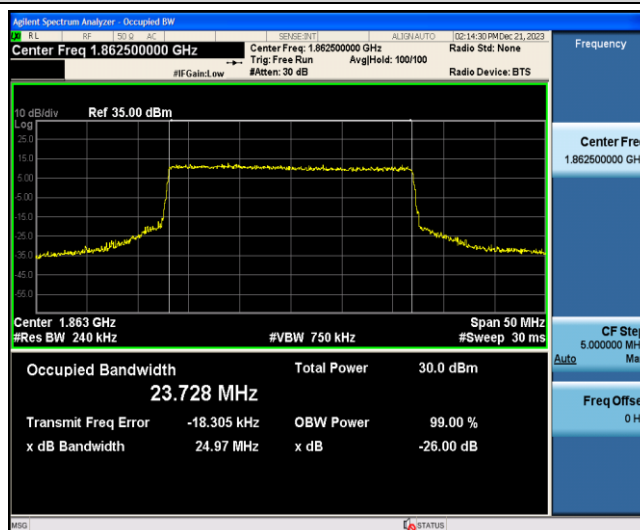 Agilent Spectrum Analyzer - Occupied BW
RL RF 50 Ω AC SENSE:INT ALIGN AUTO 02:14:30 PM Dec 21, 2023
Center Freq 1.862500000 GHz Center Freq: 1.862500000 GHz Radio Std: None Frequency
Trig: Free Run Avg|Hold: 100/100
#IFGain:Low #Atten: 30 dB Radio Device: BTS
10 dB/div Ref 35.00 dBm
Log
25.0
15.0
5.00
-5.00
-15.0
-25.0
-35.0
-45.0
-55.0
Center Fre
1.862500000 GH
Center 1.863 GHz Span 50 MHz
#Res BW 240 kHz #VBW 750 kHz #Sweep 30 ms
CF Ste
5.000000 MH
Auto Ma
Occupied Bandwidth Total Power 30.0 dBm
23.728 MHz
Transmit Freq Error -18.305 kHz OBW Power 99.00 %
x dB Bandwidth 24.97 MHz x dB -26.00 dB
Freq Offse
0 H
MSG STATUS